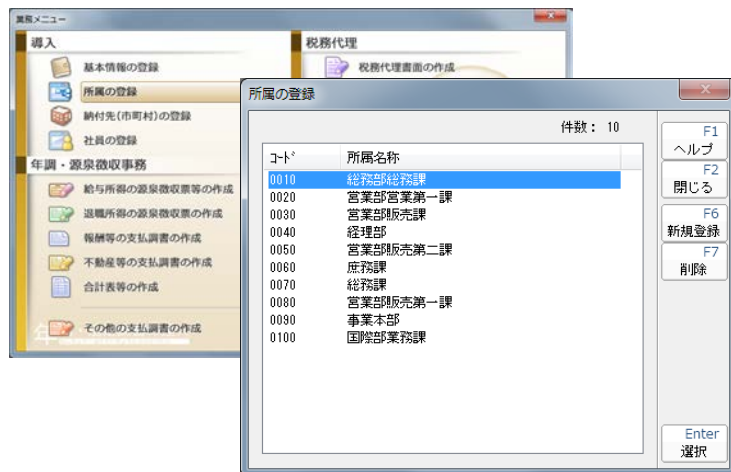 業務メニュー
導入
基本情報の登録
所属の登録
納付先(市町村)の登録
社員の登録
年調・源泉徴収事務
給与所得の源泉徴収票等の作成
退職所得の源泉徴収票の作成
報酬等の支払調書の作成
不動産等の支払調書の作成
合計表等の作成
その他の支払調書の作成
税務代理
税務代理書面の作成
所属の登録
件数： 10
ｺｰﾄﾞ 所属名称
0010 総務部総務課
0020 営業部営業第一課
0030 営業部販売課
0040 経理部
0050 営業部販売第二課
0060 庶務課
0070 総務課
0080 営業部販売第一課
0090 事業本部
0100 国際部業務課
F1
ヘルプ
F2
閉じる
F6
新規登録
F7
削除
Enter
選択